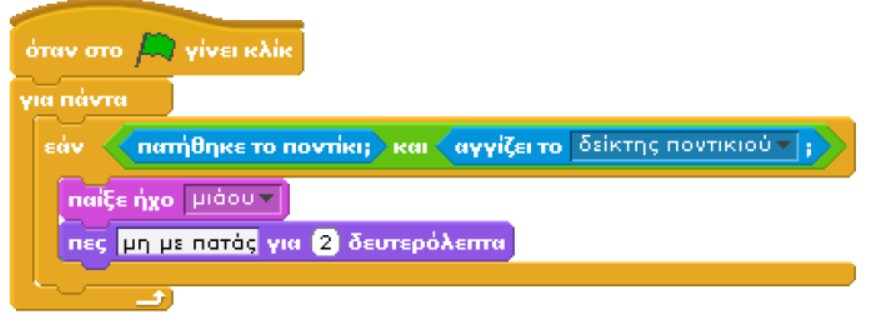 όταν στο γίνει κλίκ
για πάντα
εάν πατήθηκε το ποντίκι; και αγγίζει το δείκτης ποντικιού ;
παίξε ήχο μιάου
πες μη με πατάς για 2 δευτερόλεπτα